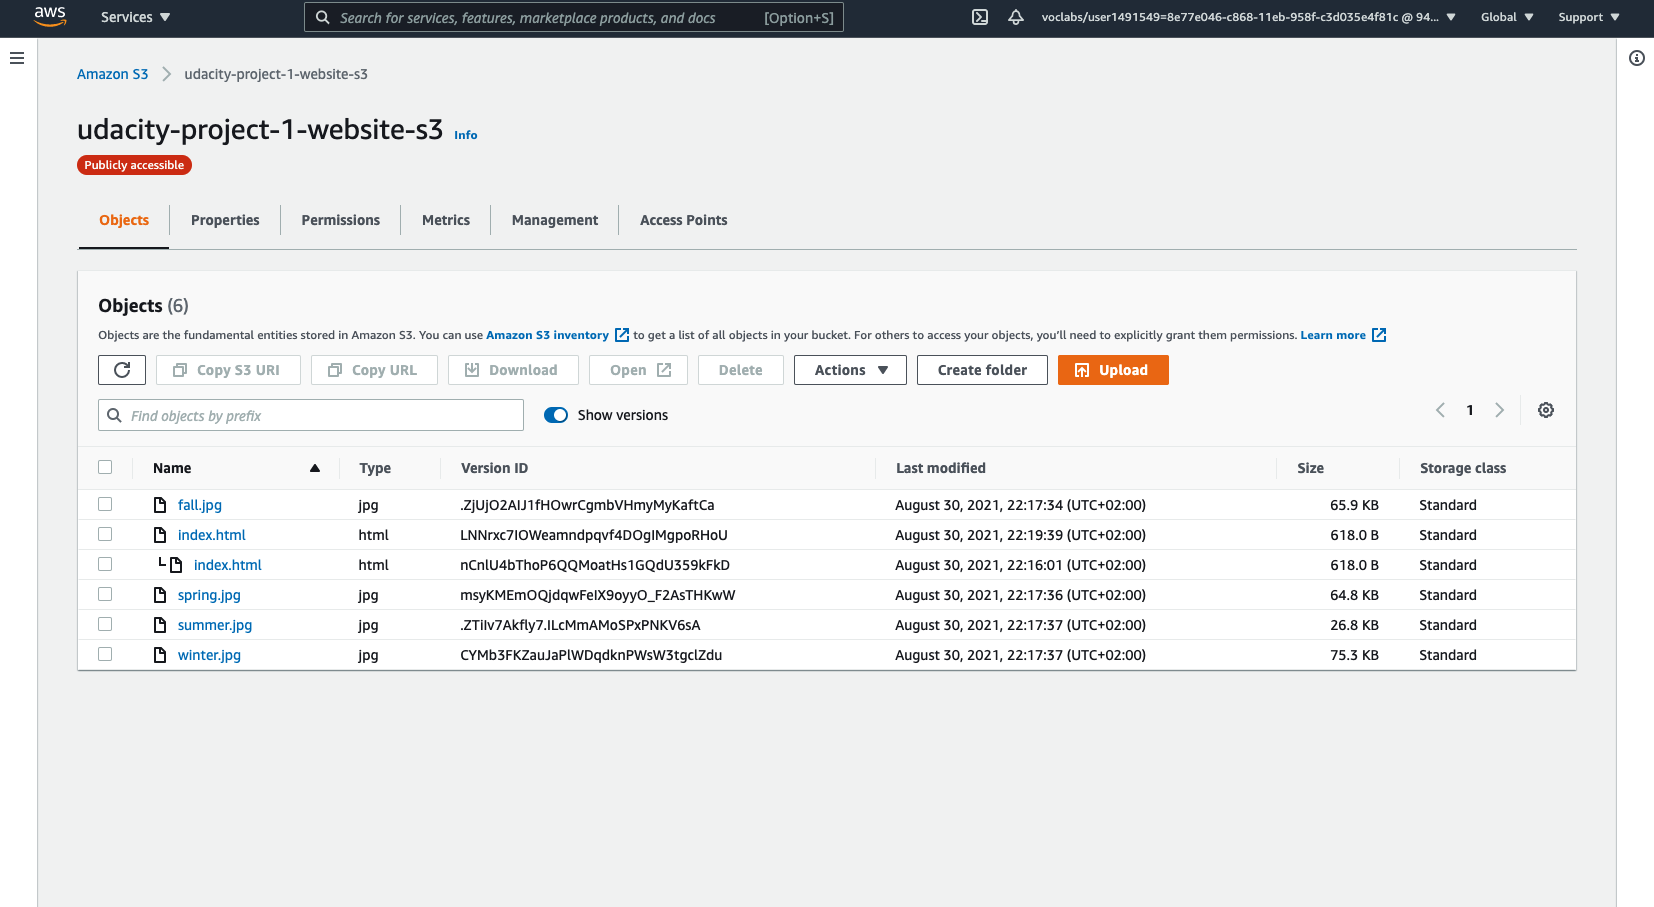 aws Services Search for services, features, marketplace products, and docs [Option+S] voclabs/user1491549=8e77e046-c868-11eb-958f-c3d035e4f81c @ 94... Global Support
Amazon S3 udacity-project-1-website-s3
udacity-project-1-website-s3 Info
Publicly accessible
Objects Properties Permissions Metrics Management Access Points
Objects (6)
Objects are the fundamental entities stored in Amazon S3. You can use Amazon S3 inventory to get a list of all objects in your bucket. For others to access your objects, you'll need to explicitly grant them permissions. Learn more
Copy S3 URI Copy URL Download Open Delete Actions Create folder Upload
Find objects by prefix Show versions 1
Name Type Version ID Last modified Size Storage class
fall.jpg jpg .ZjUjO2AIJ1fHOwrCgmbVHmyMyKaftCa August 30, 2021, 22:17:34 (UTC+02:00) 65.9 KB Standard
index.html html LNNrxc7IOWeamndpqvf4DOgIMgpoRHoU August 30, 2021, 22:19:39 (UTC+02:00) 618.0 B Standard
index.html html nCnlU4bThoP6QQMoatHs1GQdU359kFkD August 30, 2021, 22:16:01 (UTC+02:00) 618.0 B Standard
spring.jpg jpg msyKMEmOQjdqwFeIX9oyyO_F2AsTHKwW August 30, 2021, 22:17:36 (UTC+02:00) 64.8 KB Standard
summer.jpg jpg .ZTiIv7Akfly7.ILcMmAMoSPxPNKV6sA August 30, 2021, 22:17:37 (UTC+02:00) 26.8 KB Standard
winter.jpg jpg CYMb3FKZauJaPlWDqdknPWsW3tgclZdu August 30, 2021, 22:17:37 (UTC+02:00) 75.3 KB Standard